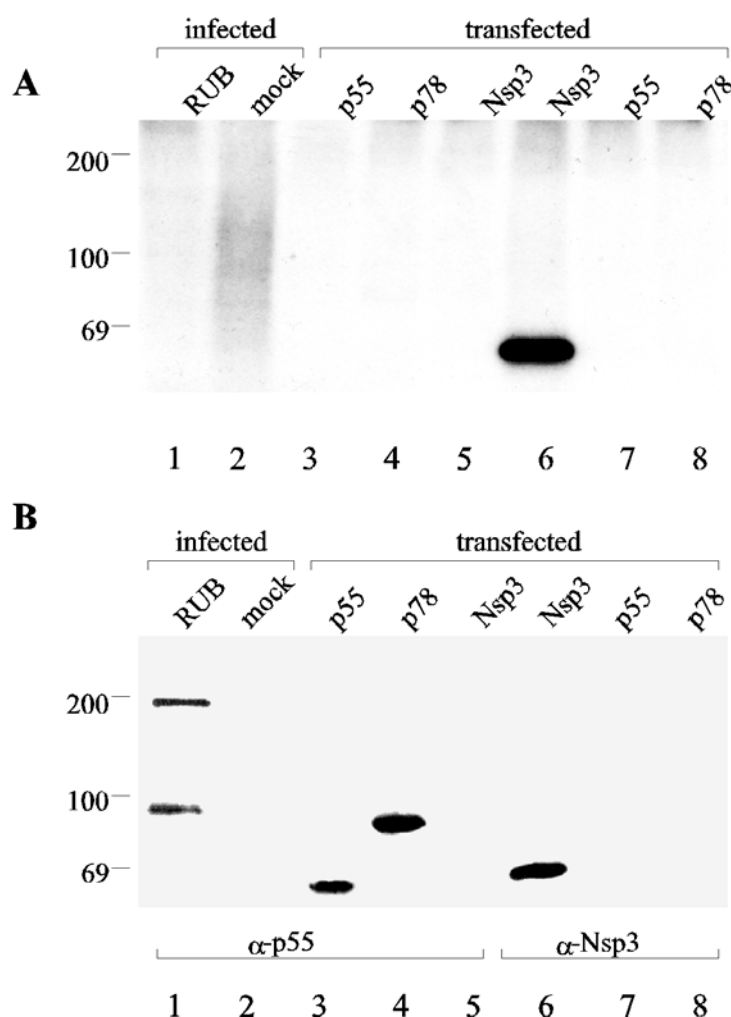 infected transfected
A RUB mock p55 p78 Nsp3 Nsp3 p55 p78
200
100
69
1 2 3 4 5 6 7 8
B
infected transfected
RUB mock p55 p78 Nsp3 Nsp3 p55 p78
200
100
69
α-p55 α-Nsp3
1 2 3 4 5 6 7 8